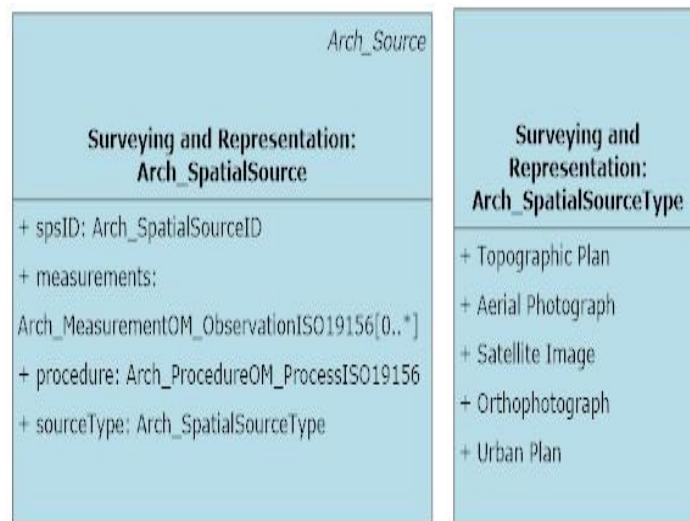 Arch_Source
Surveying and Representation:
Arch_SpatialSource
+ spsID: Arch_SpatialSourceID
+ measurements:
Arch_MeasurementOM_ObservationISO19156[0..*]
+ procedure: Arch_ProcedureOM_ProcessISO19156
+ sourceType: Arch_SpatialSourceType
Surveying and
Representation:
Arch_SpatialSourceType
+ Topographic Plan
+ Aerial Photograph
+ Satellite Image
+ Orthophotograph
+ Urban Plan